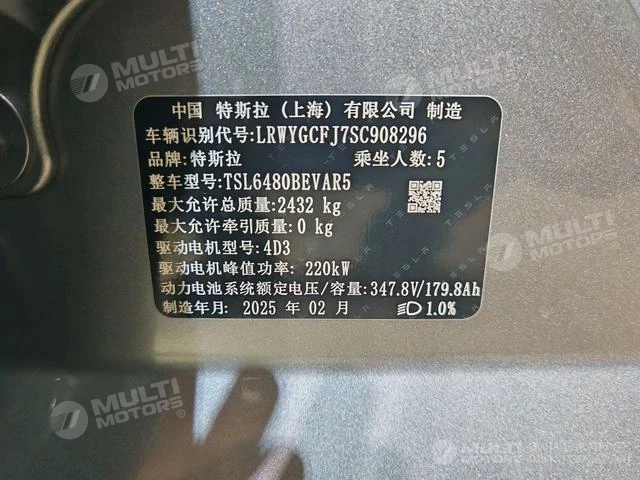 中国 特斯拉(上海)有限公司 制造
车辆识别代号:LRWYGCFJ7SC908296
品牌:特斯拉 乘坐人数:5
整车型号:TSL6480BEVAR5
最大允许总质量:2432 kg
最大允许牵引质量:0 kg
驱动电机型号:4D3
驱动电机峰值功率: 220kW
动力电池系统额定电压/容量:347.8V/179.8Ah
制造年月: 2025 年 02 月 1.0%
MULTI MOTORS®
MULTI MOTORS®
MULTI MOTORS®
MULTI MOTORS®
MULTI MOTORS